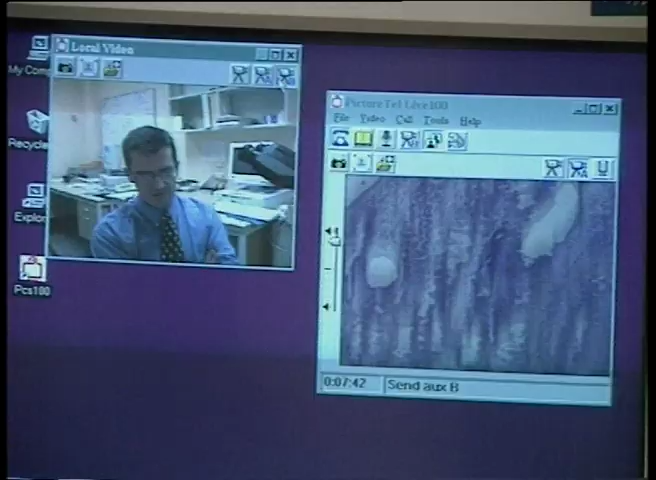 Local Video
My Com
PictureTel Live100
File Video Call Tools Help
Recycle
Explor
Pcs100
0:07:42 Send aux B